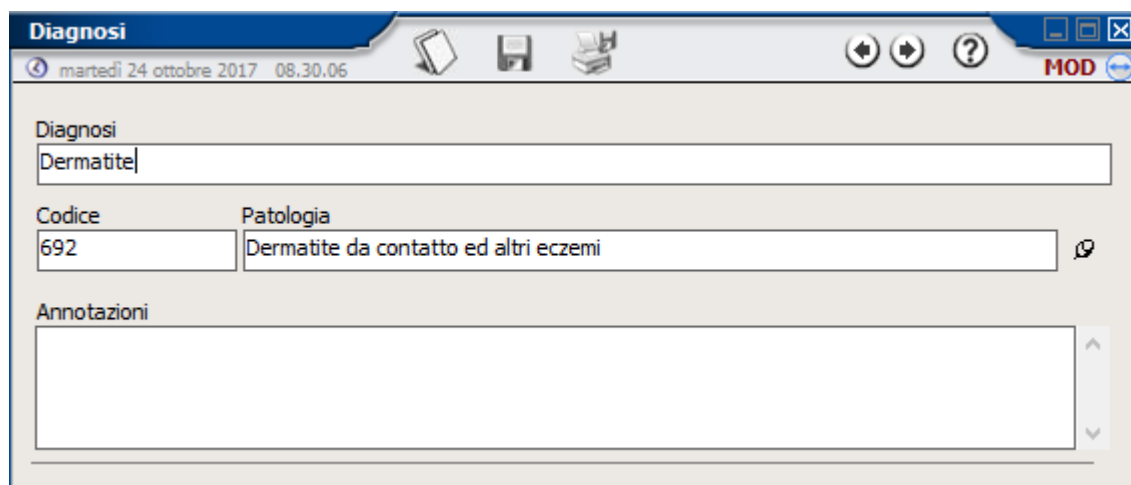 Diagnosi
martedì 24 ottobre 2017 08.30.06
MOD
Diagnosi
Dermatite
Codice Patologia
692 Dermatite da contatto ed altri eczemi
Annotazioni